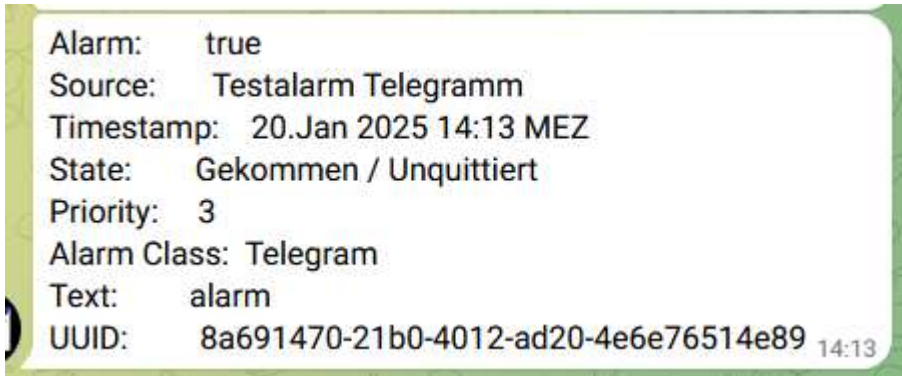 Alarm: true
Source: Testalarm Telegramm
Timestamp: 20.Jan 2025 14:13 MEZ
State: Gekommen / Unquittiert
Priority: 3
Alarm Class: Telegram
Text: alarm
UUID: 8a691470-21b0-4012-ad20-4e6e76514e89
14:13